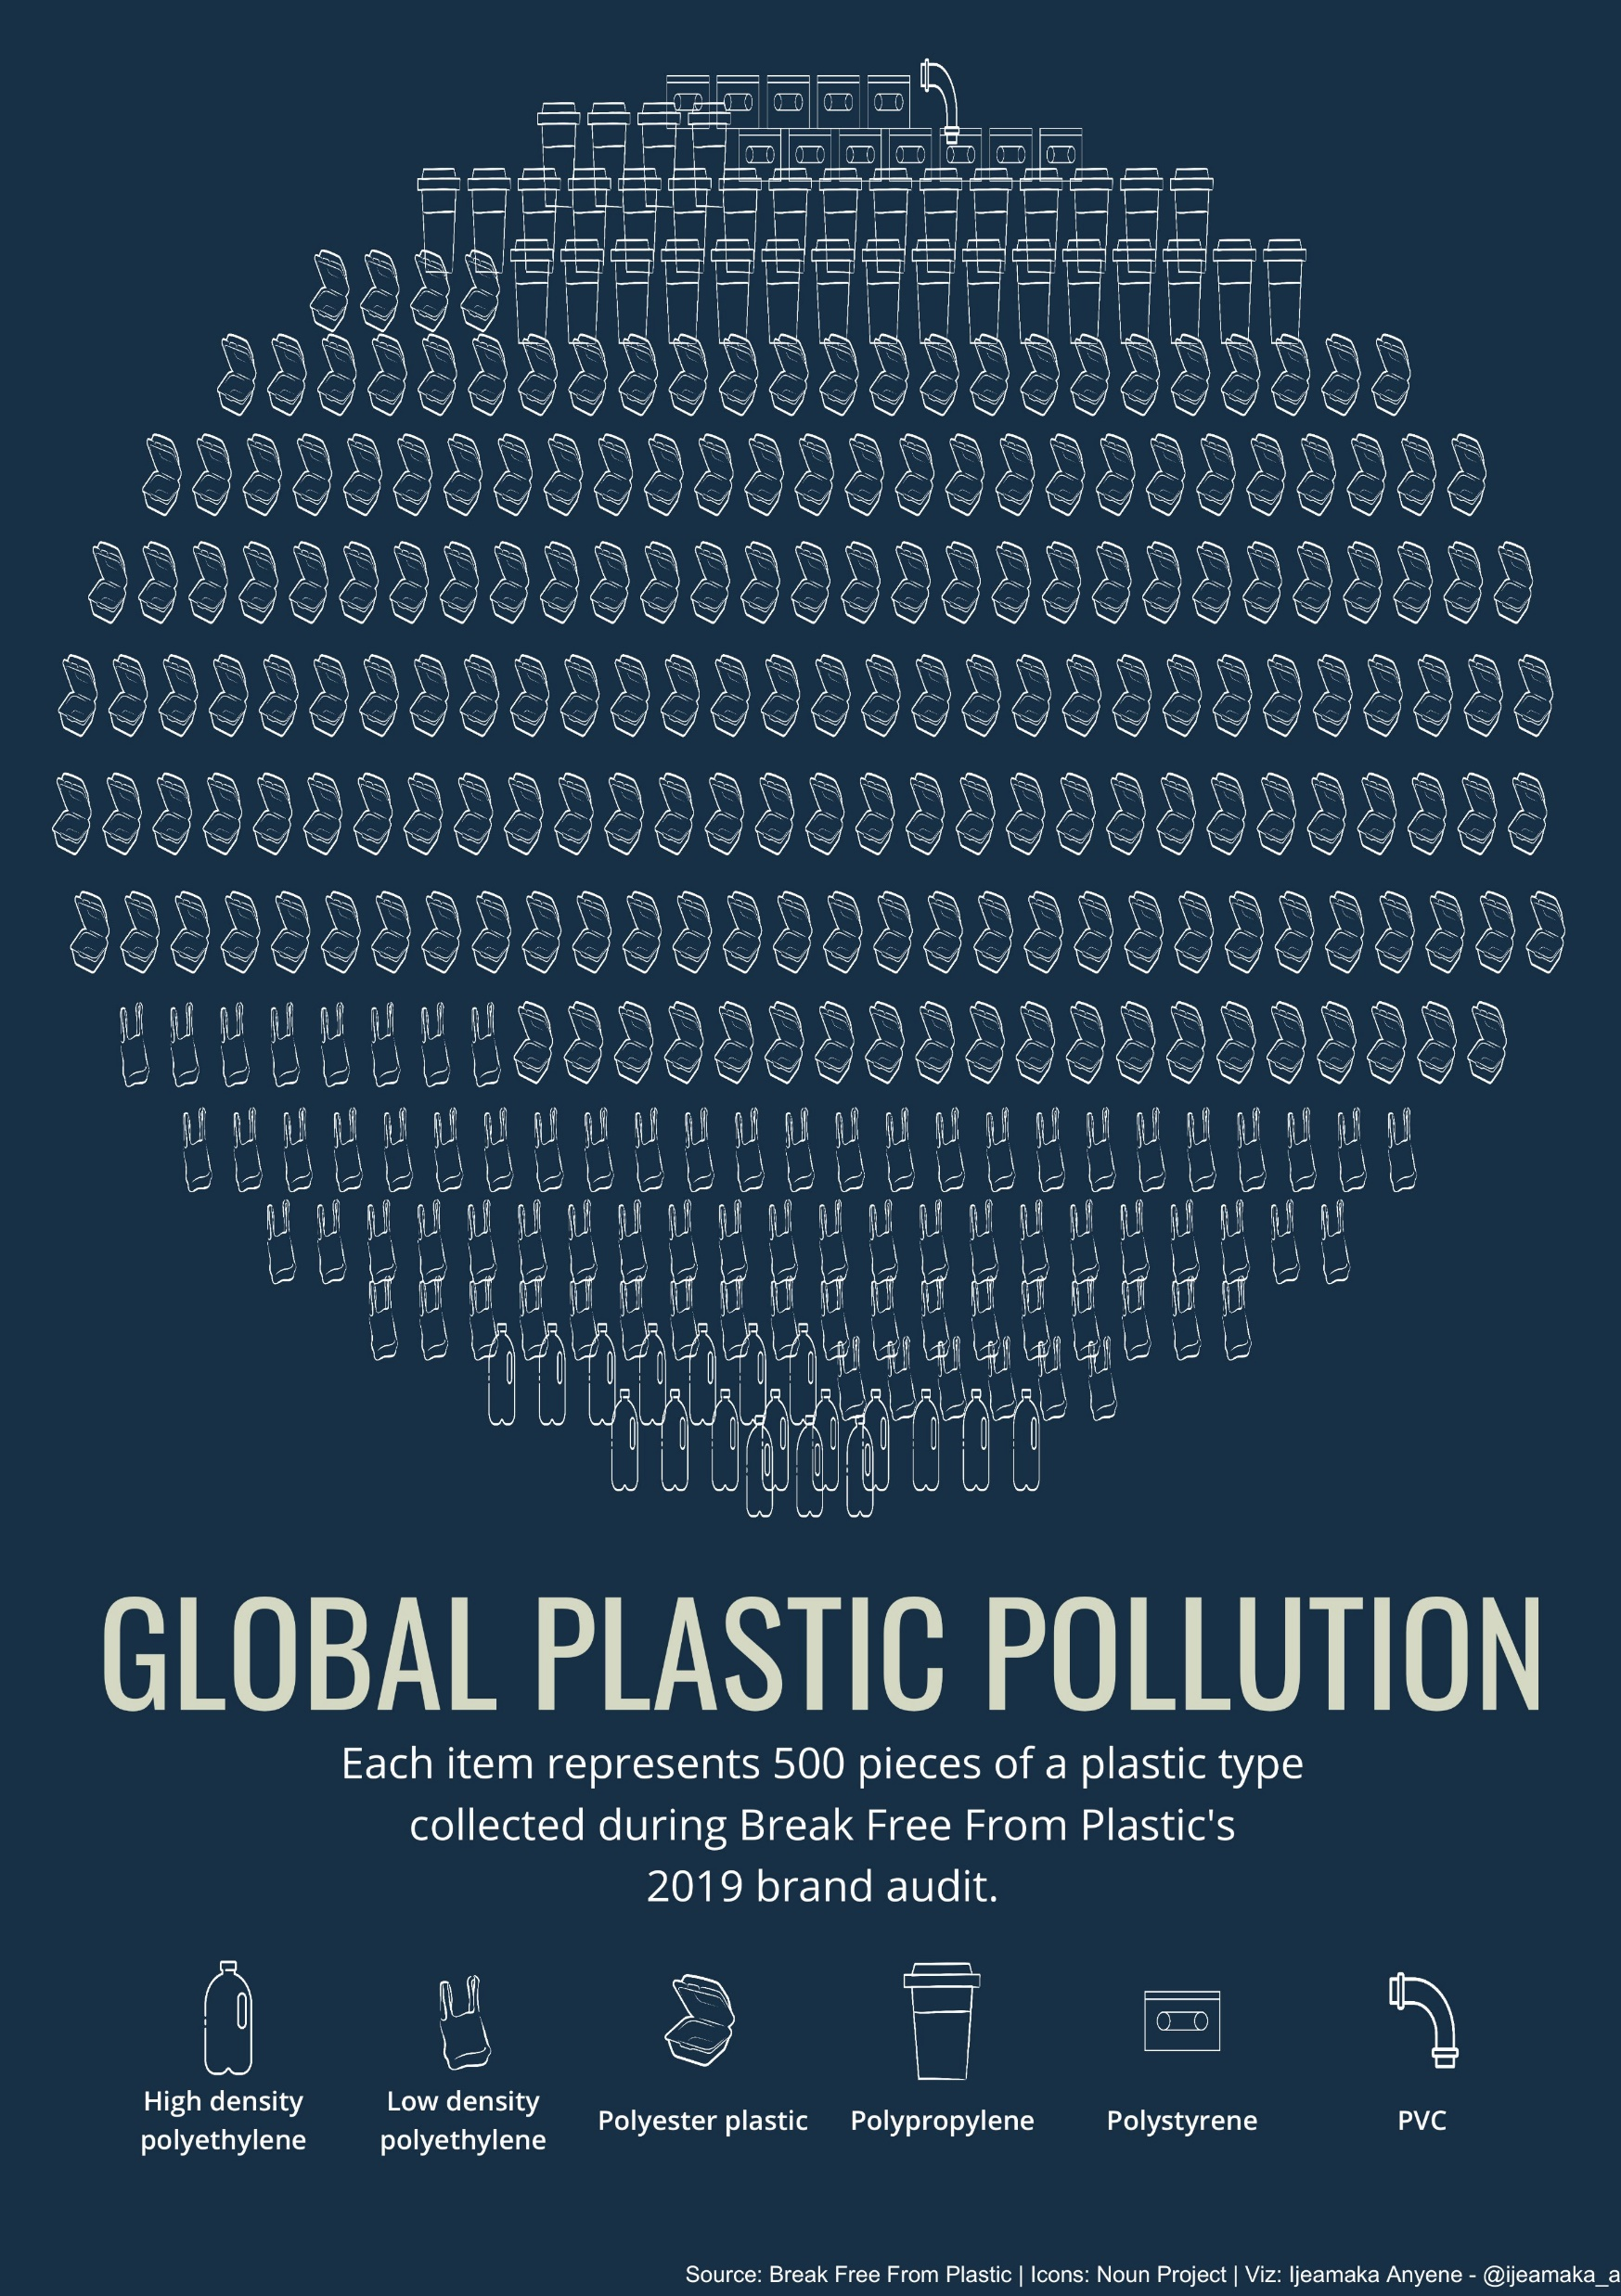 GLOBAL PLASTIC POLLUTION
Each item represents 500 pieces of a plastic type
collected during Break Free From Plastic's
2019 brand audit.
High density
polyethylene
Low density
polyethylene
Polyester plastic
Polypropylene
Polystyrene
PVC
Source: Break Free From Plastic | Icons: Noun Project | Viz: Ijeamaka Anyene - @ijeamaka_a